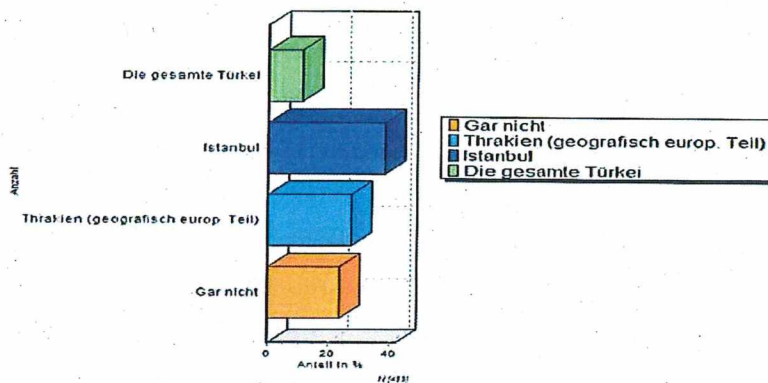 Die gesamte Türkei
Istanbul
Anzahl
Thrakien (geografisch europ. Teil)
Gar nicht
0 20 40
Anteil in %
Gar nicht
Thrakien (geografisch europ. Teil)
Istanbul
Die gesamte Türkei